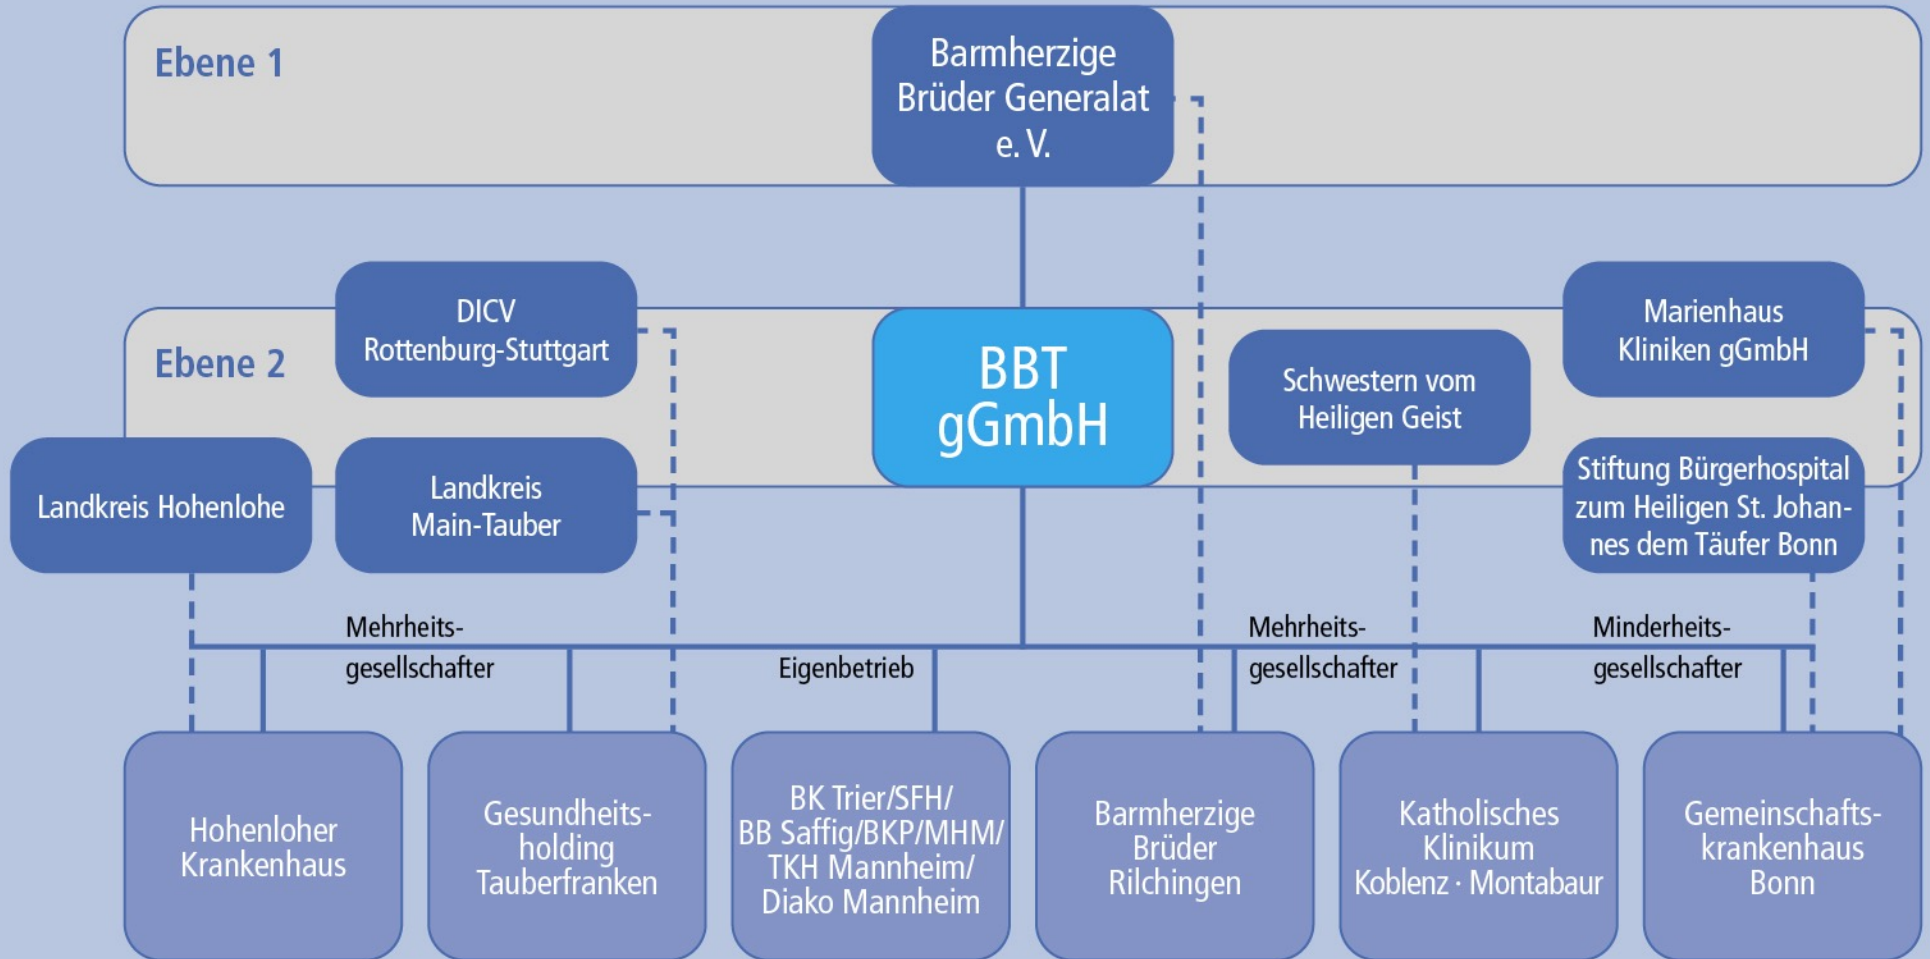 Ebene 1
Barmherzige
Brüder Generalat
e. V.
Ebene 2
DICV
Rottenburg-Stuttgart
BBT
gGmbH
Schwestern vom
Heiligen Geist
Marienhaus
Kliniken gGmbH
Landkreis Hohenlohe
Landkreis
Main-Tauber
Stiftung Bürgerhospital
zum Heiligen St. Johan-
nes dem Täufer Bonn
Mehrheits-
gesellschafter
Eigenbetrieb
Mehrheits-
gesellschafter
Minderheits-
gesellschafter
Hohenloher
Krankenhaus
Gesundheits-
holding
Tauberfranken
BK Trier/SFH/
BB Saffig/BKP/MHM/
TKH Mannheim/
Diako Mannheim
Barmherzige
Brüder
Rilchingen
Katholisches
Klinikum
Koblenz · Montabaur
Gemeinschafts-
krankenhaus
Bonn